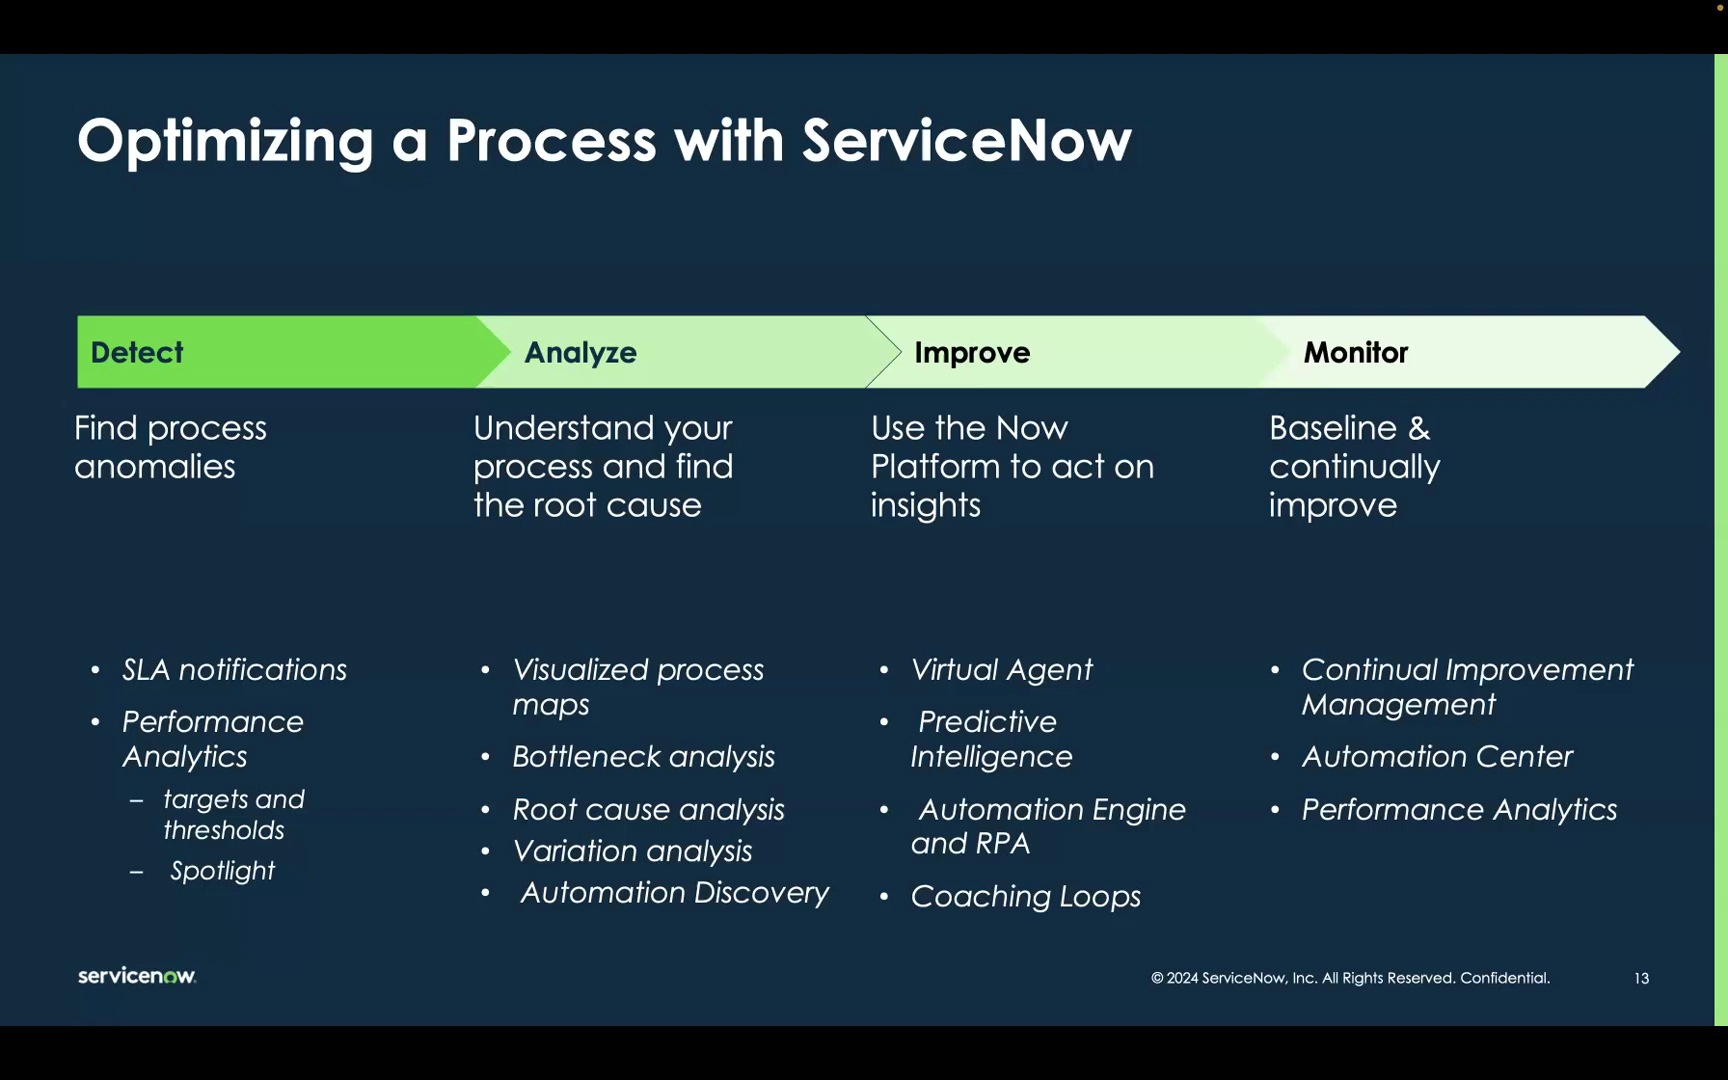 Optimizing a Process with ServiceNow
Detect
Analyze
Improve
Monitor
Find process
anomalies
Understand your
process and find
the root cause
Use the Now
Platform to act on
insights
Baseline &
continually
improve
• SLA notifications
• Performance
Analytics
– targets and
thresholds
– Spotlight
• Visualized process
maps
• Bottleneck analysis
• Root cause analysis
• Variation analysis
• Automation Discovery
• Virtual Agent
• Predictive
Intelligence
• Automation Engine
and RPA
• Coaching Loops
• Continual Improvement
Management
• Automation Center
• Performance Analytics
servicenow.
© 2024 ServiceNow, Inc. All Rights Reserved. Confidential.
13